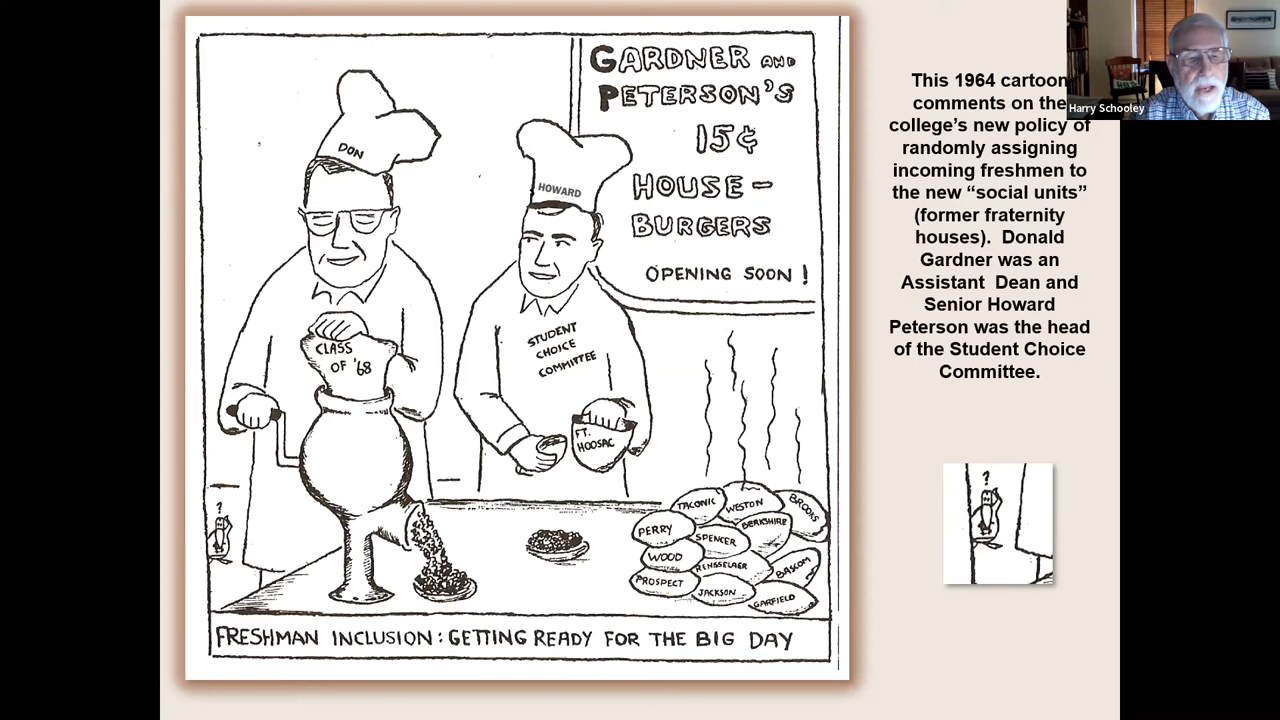 GARDNER AND
PETERSON'S
15¢
HOUSE-
BURGERS
OPENING SOON!
DON
HOWARD
CLASS
OF '68
STUDENT
CHOICE
COMMITTEE
FT.
HOOSAC
TACONIC
WESTON
BROOKS
PERRY
SPENCER
BERKSHIRE
WOOD
RENSSELAER
BASCOM
PROSPECT
JACKSON
GARFIELD
?
FRESHMAN INCLUSION: GETTING READY FOR THE BIG DAY
This 1964 cartoon
comments on the
college's new policy of
randomly assigning
incoming freshmen to
the new “social units”
(former fraternity
houses). Donald
Gardner was an
Assistant Dean and
Senior Howard
Peterson was the head
of the Student Choice
Committee.
?
Harry Schooley